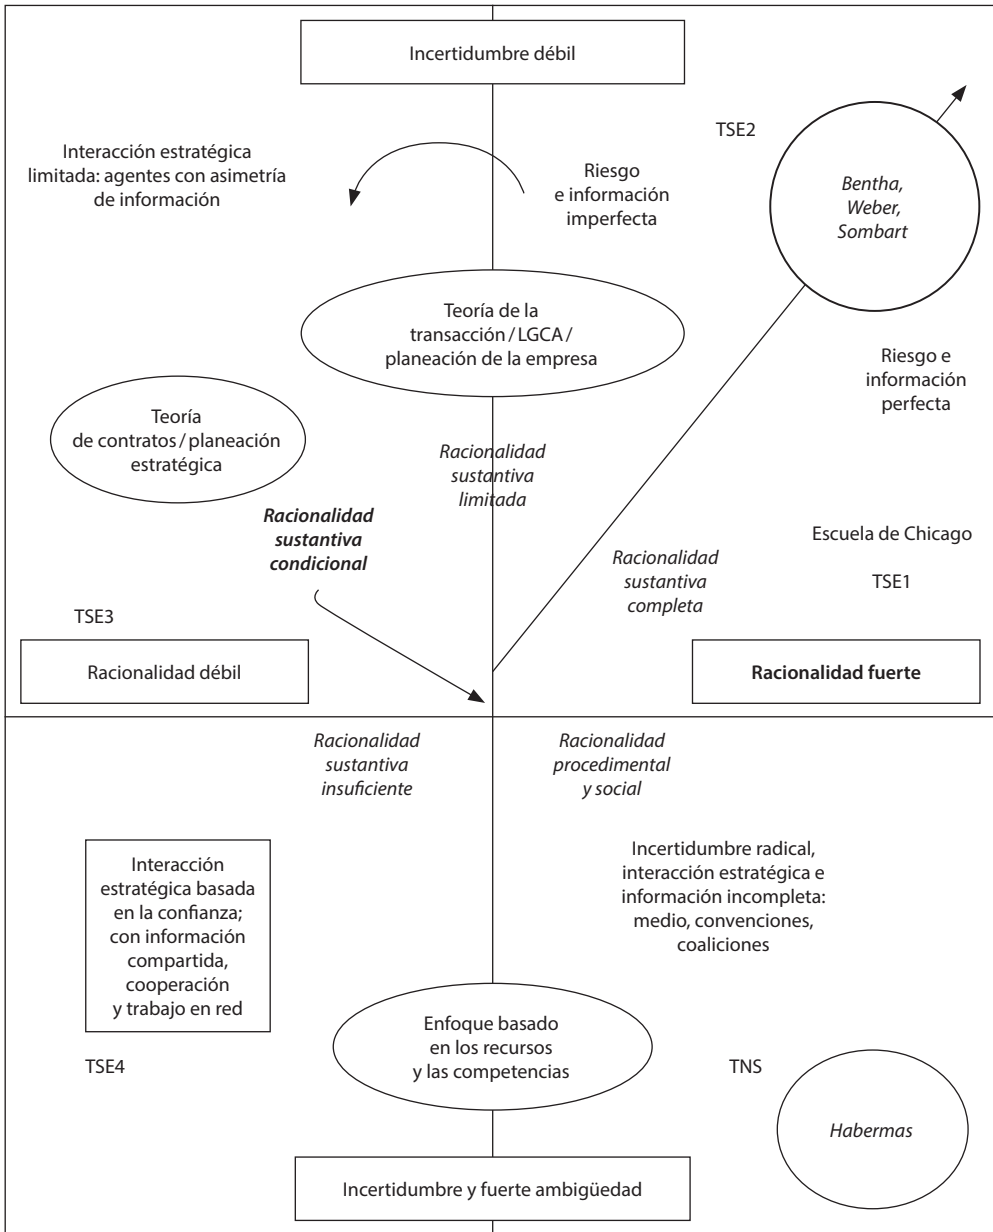 Incertidumbre débil
TSE2
Interacción estratégica
limitada: agentes con asimetría
de información
Riesgo
e información
imperfecta
Bentha,
Weber,
Sombart
Teoría de la
transacción / LGCA /
planeación de la empresa
Riesgo e
información
perfecta
Teoría
de contratos / planeación
estratégica
Racionalidad
sustantiva
limitada
Racionalidad
sustantiva
condicional
Escuela de Chicago
Racionalidad
sustantiva
completa
TSE1
TSE3
Racionalidad débil
Racionalidad fuerte
Racionalidad
sustantiva
insuficiente
Racionalidad
procedimental
y social
Interacción
estratégica basada
en la confianza;
con información
compartida,
cooperación
y trabajo en red
Incertidumbre radical,
interacción estratégica e
información incompleta:
medio, convenciones,
coaliciones
Enfoque basado
en los recursos
y las competencias
TSE4
TNS
Habermas
Incertidumbre y fuerte ambigüedad